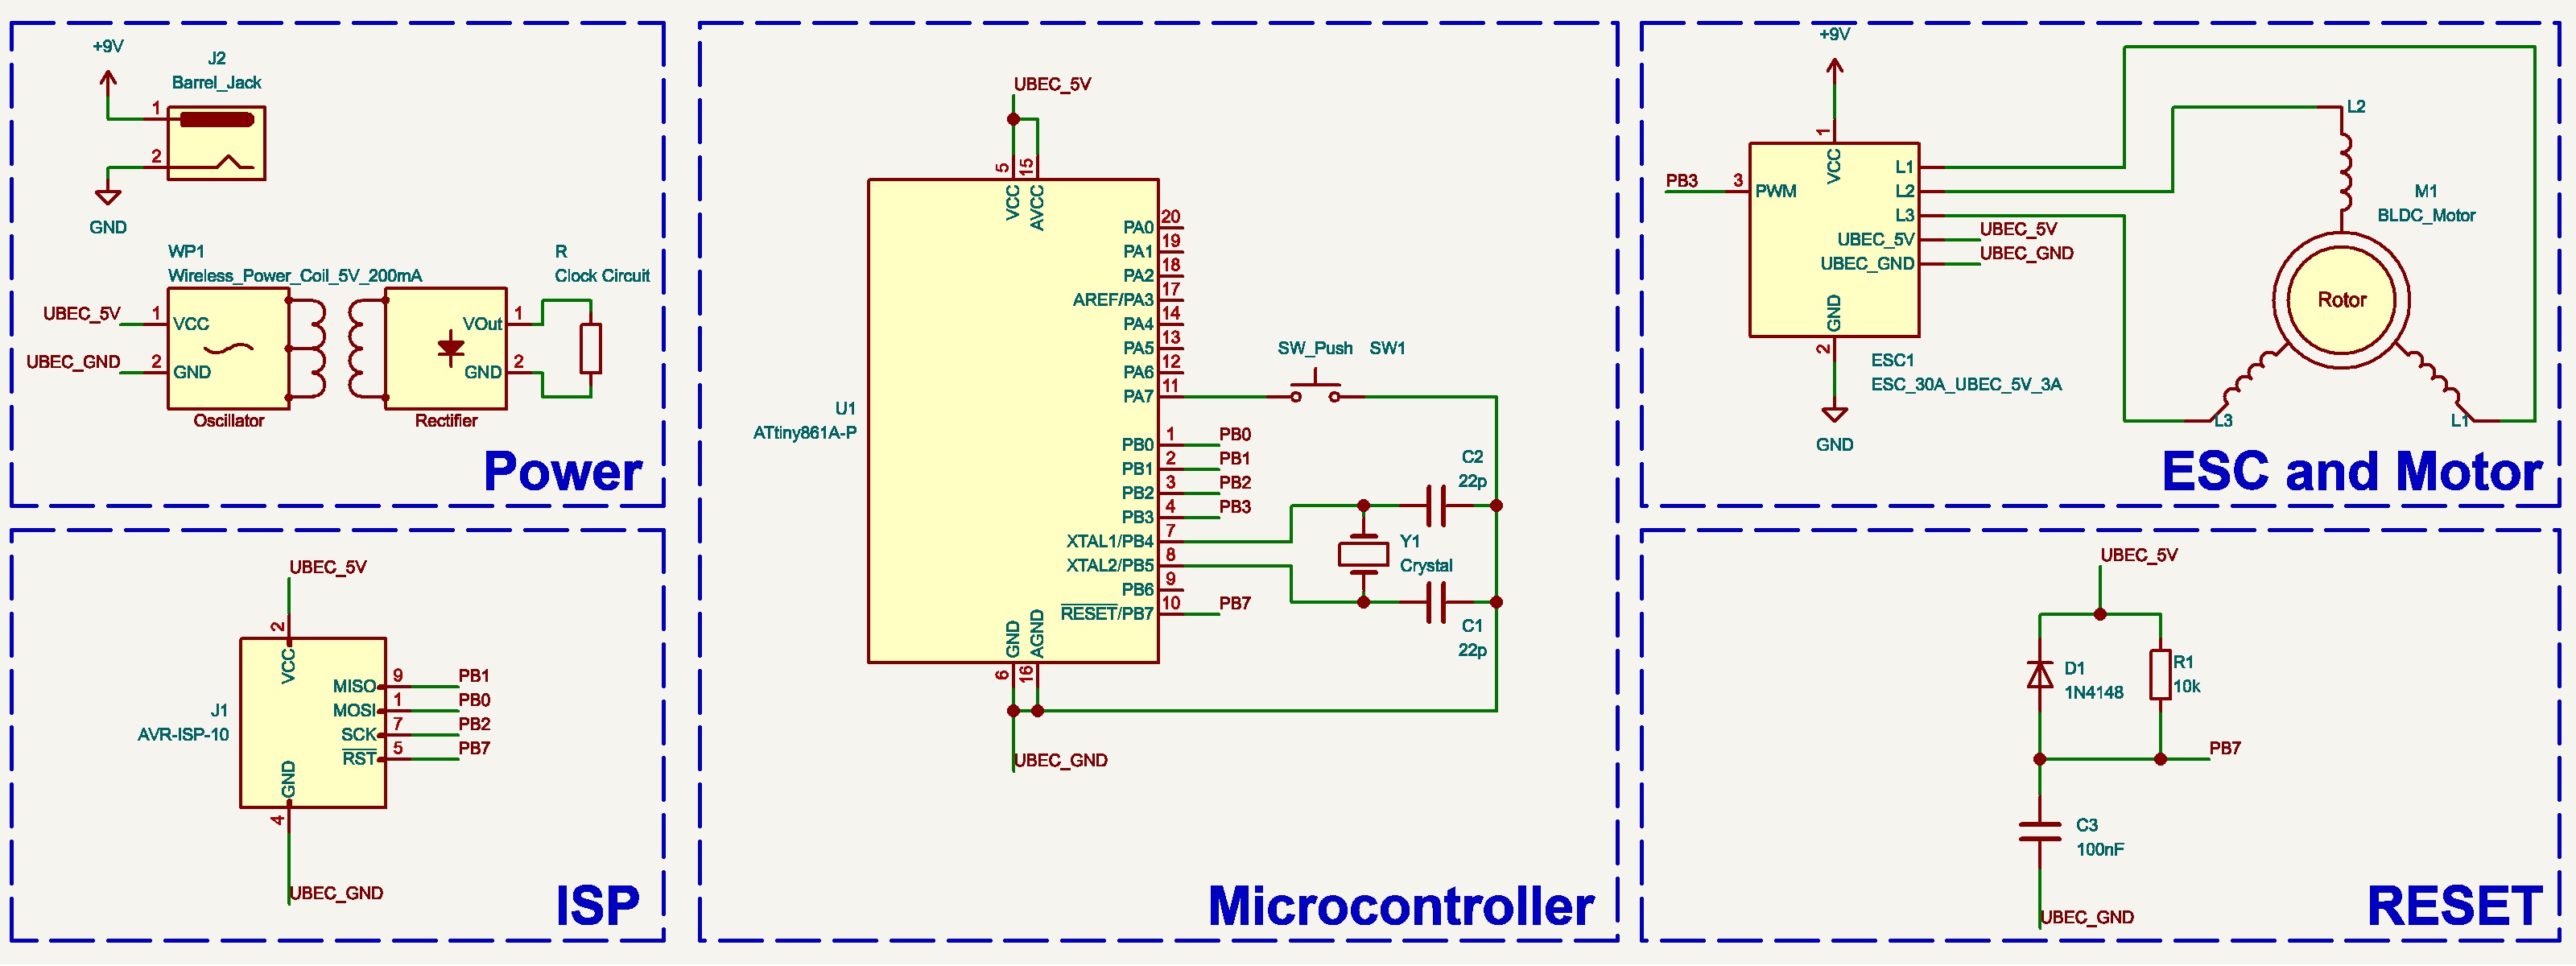 +9V
J2
Barrel_Jack
1
2
GND
WP1
Wireless_Power_Coil_5V_200mA
R
Clock Circuit
UBEC_5V
1
VCC
VOut
1
UBEC_GND
2
GND
GND
2
Oscillator
Rectifier
Power
UBEC_5V
2
VCC
MISO
9
PB1
MOSI
1
PB0
SCK
7
PB2
RST
5
PB7
J1
AVR-ISP-10
GND
4
UBEC_GND
ISP
UBEC_5V
5
15
VCC
AVCC
PA0
20
PA1
19
PA2
18
AREF/PA3
17
PA4
14
PA5
13
PA6
12
PA7
11
SW_Push
SW1
U1
ATtiny861A-P
PB0
1
PB0
PB1
2
PB1
PB2
3
PB2
PB3
4
PB3
XTAL1/PB4
7
XTAL2/PB5
8
PB6
9
RESET/PB7
10
PB7
C2
22p
Y1
Crystal
C1
22p
GND
AGND
6
16
UBEC_GND
Microcontroller
+9V
1
VCC
PB3
3
PWM
L1
L2
L3
UBEC_5V
UBEC_5V
UBEC_GND
UBEC_GND
GND
2
ESC1
ESC_30A_UBEC_5V_3A
GND
L2
M1
BLDC_Motor
Rotor
L3
L1
ESC and Motor
UBEC_5V
D1
1N4148
R1
10k
PB7
C3
100nF
UBEC_GND
RESET